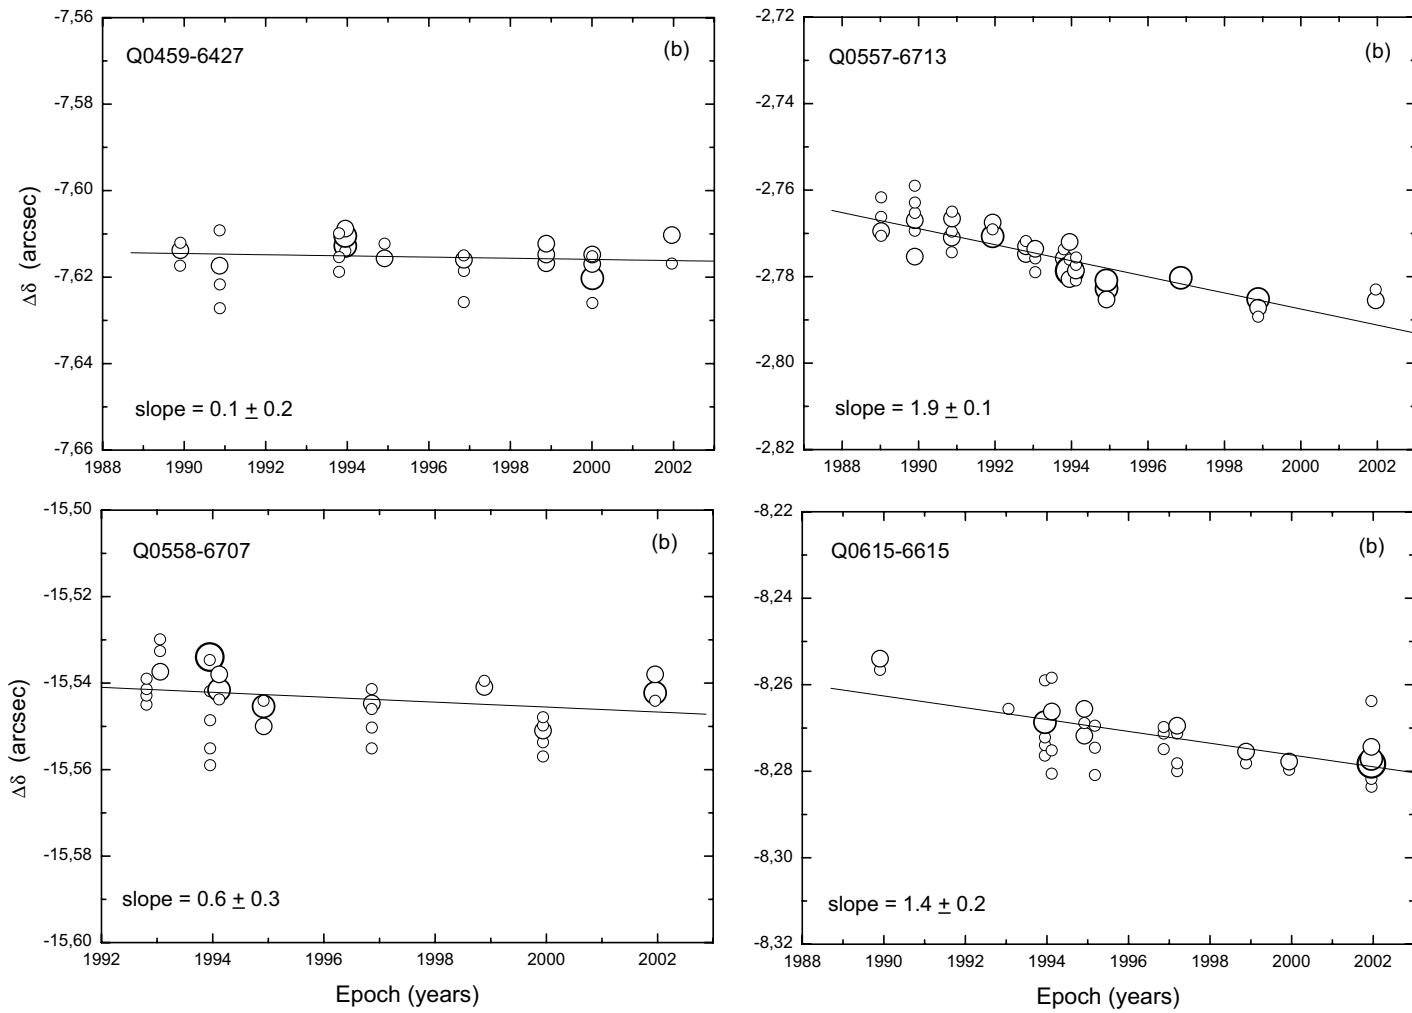 Q0459-6427
(b)
-7,56
-7,58
-7,60
-7,62
-7,64
-7,66
Δδ (arcsec)
slope = 0.1 ± 0.2
1988 1990 1992 1994 1996 1998 2000 2002
Q0557-6713
(b)
-2,72
-2,74
-2,76
-2,78
-2,80
-2,82
slope = 1.9 ± 0.1
1988 1990 1992 1994 1996 1998 2000 2002
Q0558-6707
(b)
-15,50
-15,52
-15,54
-15,56
-15,58
-15,60
Δδ (arcsec)
slope = 0.6 ± 0.3
1992 1994 1996 1998 2000 2002
Epoch (years)
Q0615-6615
(b)
-8,22
-8,24
-8,26
-8,28
-8,30
-8,32
slope = 1.4 ± 0.2
1988 1990 1992 1994 1996 1998 2000 2002
Epoch (years)